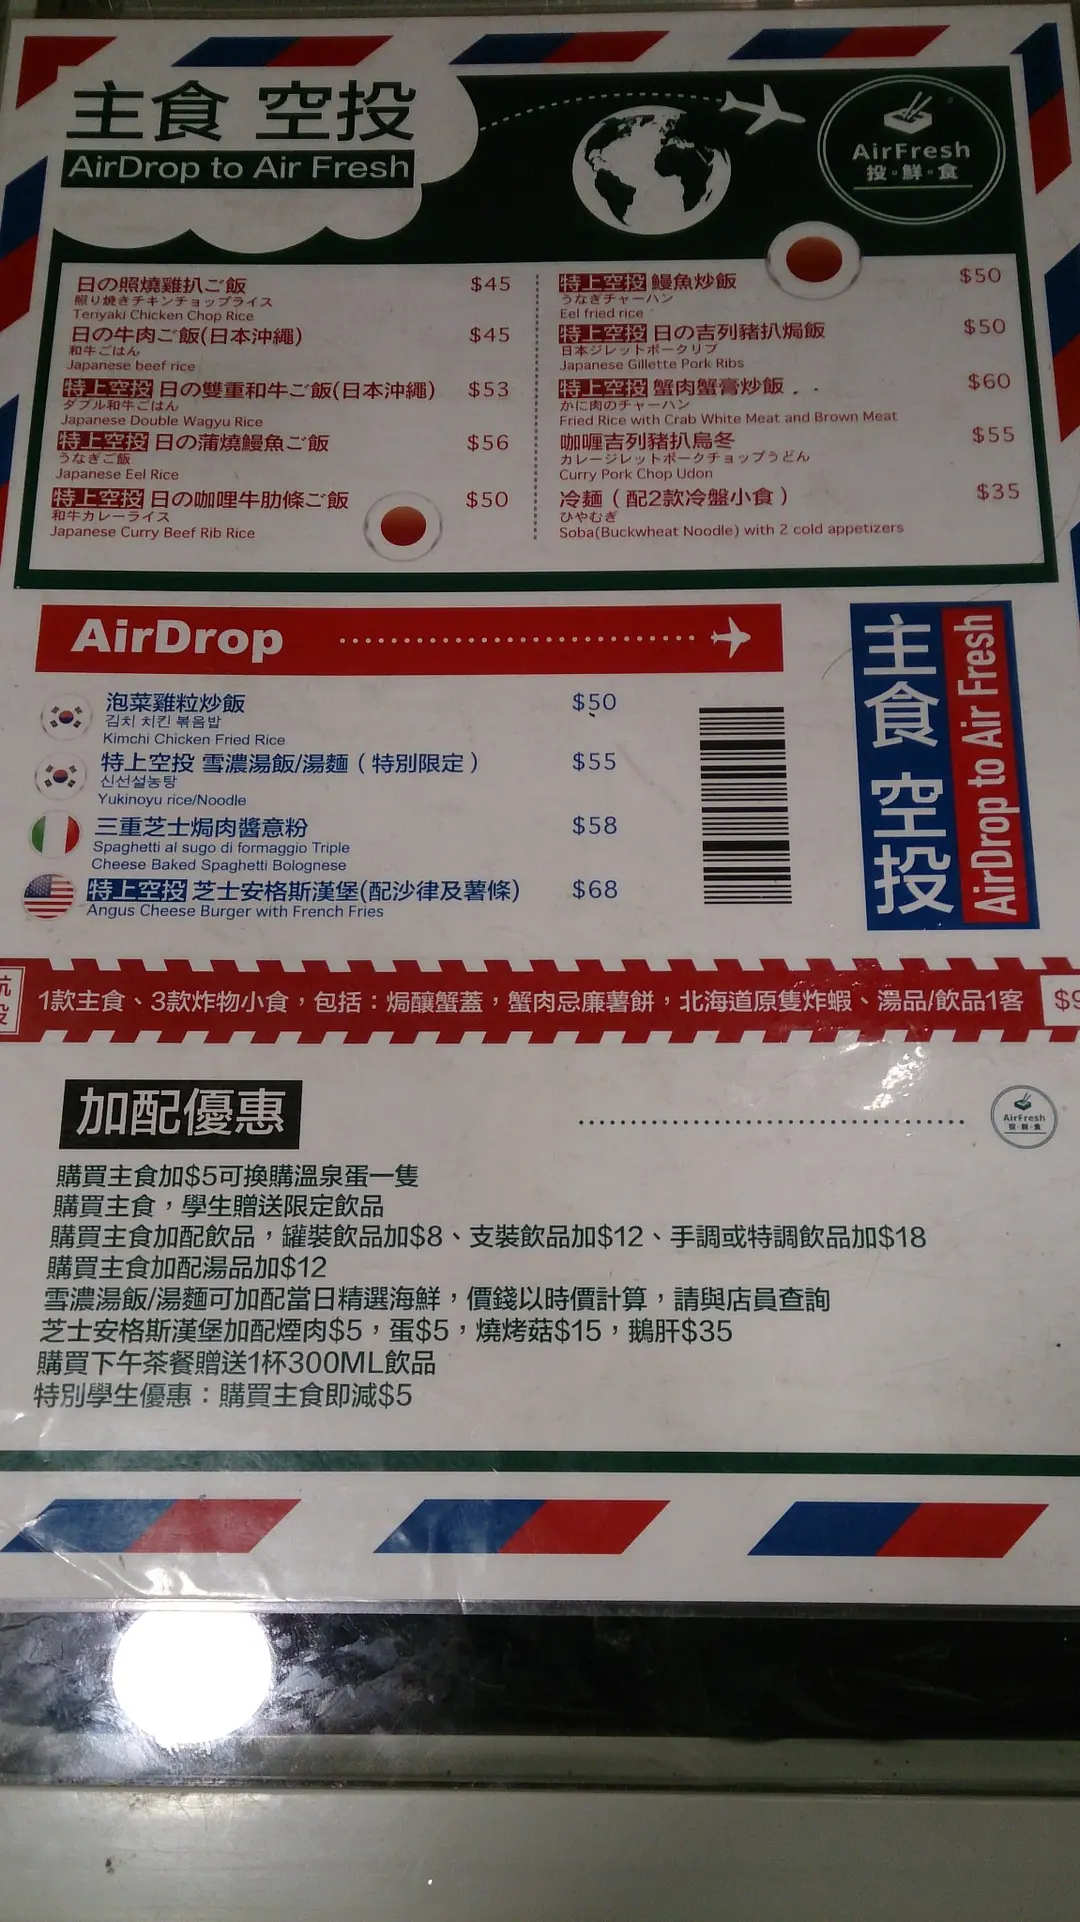 主食 空投
AirDrop to Air Fresh
AirFresh
投。鮮。食
日の照燒雞扒ご飯 $45
照り焼きチキンチョップライス
Teriyaki Chicken Chop Rice
日の牛肉ご飯(日本沖繩) $45
和牛ごはん
Japanese beef rice
特上空投 日の雙重和牛ご飯(日本沖繩) $53
ダブル和牛ごはん
Japanese Double Wagyu Rice
特上空投 日の蒲燒鰻魚ご飯 $56
うなぎご飯
Japanese Eel Rice
特上空投 日の咖哩牛肋條ご飯 $50
和牛カレーライス
Japanese Curry Beef Rib Rice
特上空投 鰻魚炒飯 $50
うなぎチャーハン
Eel fried rice
特上空投 日の吉列豬扒焗飯 $50
日本ジレットポークリブ
Japanese Gillette Pork Ribs
特上空投 蟹肉蟹膏炒飯 $60
かに肉のチャーハン
Fried Rice with Crab White Meat and Brown Meat
咖喱吉列豬扒烏冬 $55
カレージレットポークチョップうどん
Curry Pork Chop Udon
冷麵（配2款冷盤小食） $35
ひやむぎ
Soba(Buckwheat Noodle) with 2 cold appetizers
AirDrop
泡菜雞粒炒飯 $50
김치 치킨 볶음밥
Kimchi Chicken Fried Rice
特上空投 雪濃湯飯/湯麵（特別限定） $55
신선설농탕
Yukinoyu rice/Noodle
三重芝士焗肉醬意粉 $58
Spaghetti al sugo di formaggio Triple
Cheese Baked Spaghetti Bolognese
特上空投 芝士安格斯漢堡(配沙律及薯條) $68
Angus Cheese Burger with French Fries
主食 空投
AirDrop to Air Fresh
1款主食、3款炸物小食，包括：焗釀蟹蓋，蟹肉忌廉薯餅，北海道原隻炸蝦、湯品/飲品1客
加配優惠
AirFresh
投。鮮。食
購買主食加$5可換購溫泉蛋一隻
購買主食，學生贈送限定飲品
購買主食加配飲品，罐裝飲品加$8、支裝飲品加$12、手調或特調飲品加$18
購買主食加配湯品加$12
雪濃湯飯/湯麵可加配當日精選海鮮，價錢以時價計算，請與店員查詢
芝士安格斯漢堡加配煙肉$5，蛋$5，燒烤菇$15，鵝肝$35
購買下午茶餐贈送1杯300ML飲品
特別學生優惠：購買主食即減$5